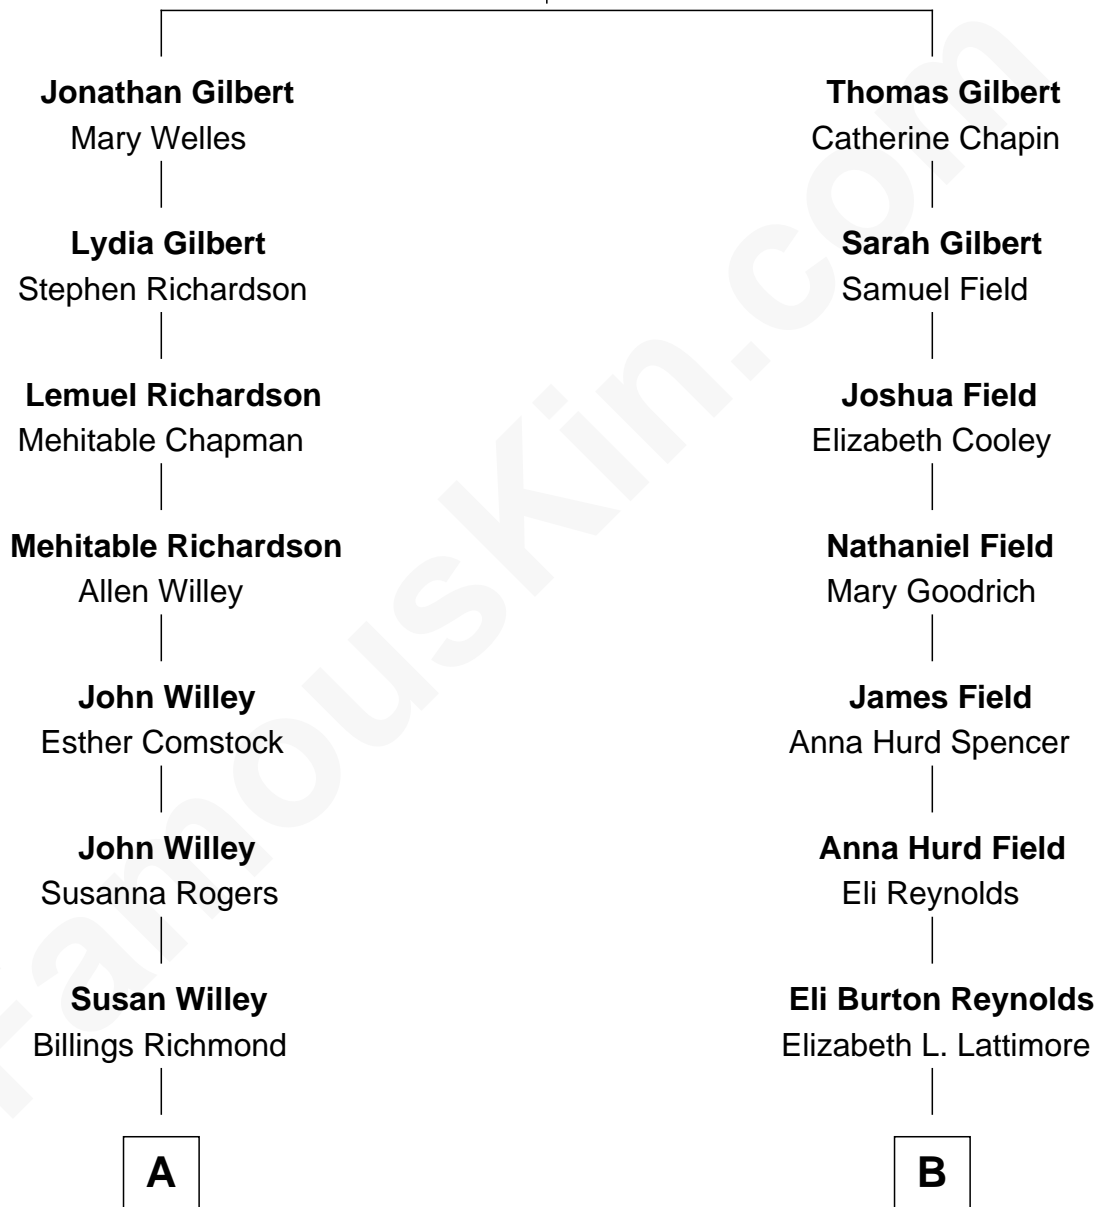 Jonathan Gilbert
Mary Welles
Thomas Gilbert
Catherine Chapin
Lydia Gilbert
Stephen Richardson
Sarah Gilbert
Samuel Field
Lemuel Richardson
Mehitable Chapman
Joshua Field
Elizabeth Cooley
Mehitable Richardson
Allen Willey
Nathaniel Field
Mary Goodrich
John Willey
Esther Comstock
James Field
Anna Hurd Spencer
John Willey
Susanna Rogers
Anna Hurd Field
Eli Reynolds
Susan Willey
Billings Richmond
Eli Burton Reynolds
Elizabeth L. Lattimore
A
B
FamousKin.com